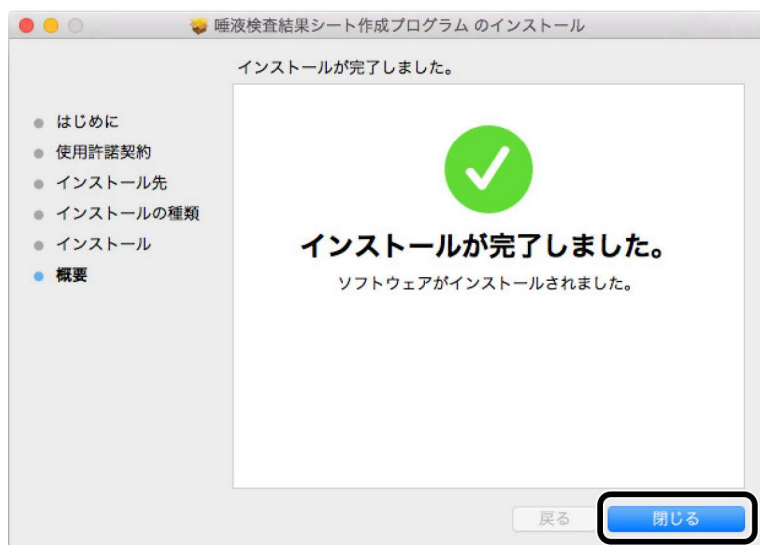 唾液検査結果シート作成プログラム のインストール
インストールが完了しました。
はじめに
使用許諾契約
インストール先
インストールの種類
インストール
概要
インストールが完了しました。
ソフトウェアがインストールされました。
戻る
閉じる